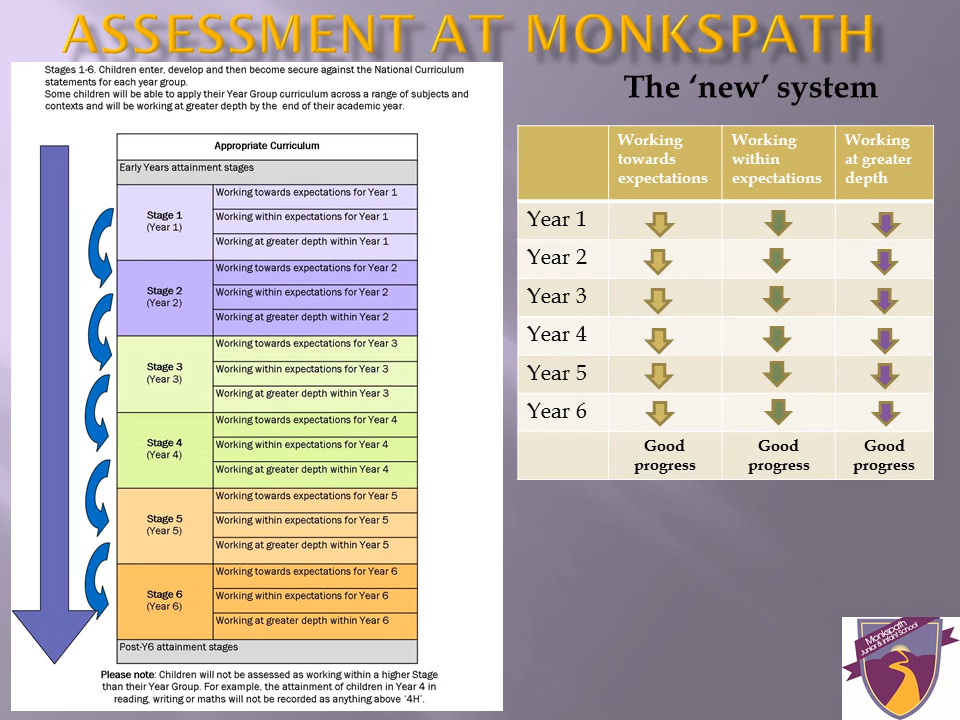 ASSESSMENT AT MONKSPATH
Stages 1-6. Children enter, develop and then become secure against the National Curriculum
statements for each year group.
Some children will be able to apply their Year Group curriculum across a range of subjects and
contexts and will be working at greater depth by the end of their academic year.
Appropriate Curriculum
Early Years attainment stages
Stage 1
(Year 1)
Working towards expectations for Year 1
Working within expectations for Year 1
Working at greater depth within Year 1
Stage 2
(Year 2)
Working towards expectations for Year 2
Working within expectations for Year 2
Working at greater depth within Year 2
Stage 3
(Year 3)
Working towards expectations for Year 3
Working within expectations for Year 3
Working at greater depth within Year 3
Stage 4
(Year 4)
Working towards expectations for Year 4
Working within expectations for Year 4
Working at greater depth within Year 4
Stage 5
(Year 5)
Working towards expectations for Year 5
Working within expectations for Year 5
Working at greater depth within Year 5
Stage 6
(Year 6)
Working towards expectations for Year 6
Working within expectations for Year 6
Working at greater depth within Year 6
Post-Y6 attainment stages
Please note: Children will not be assessed as working within a higher Stage
than their Year Group. For example, the attainment of children in Year 4 in
reading, writing or maths will not be recorded as anything above ‘4H’.
The ‘new’ system
Working towards expectations
Working within expectations
Working at greater depth
Year 1
Year 2
Year 3
Year 4
Year 5
Year 6
Good progress
Good progress
Good progress
Monkspath
Junior & Infant School